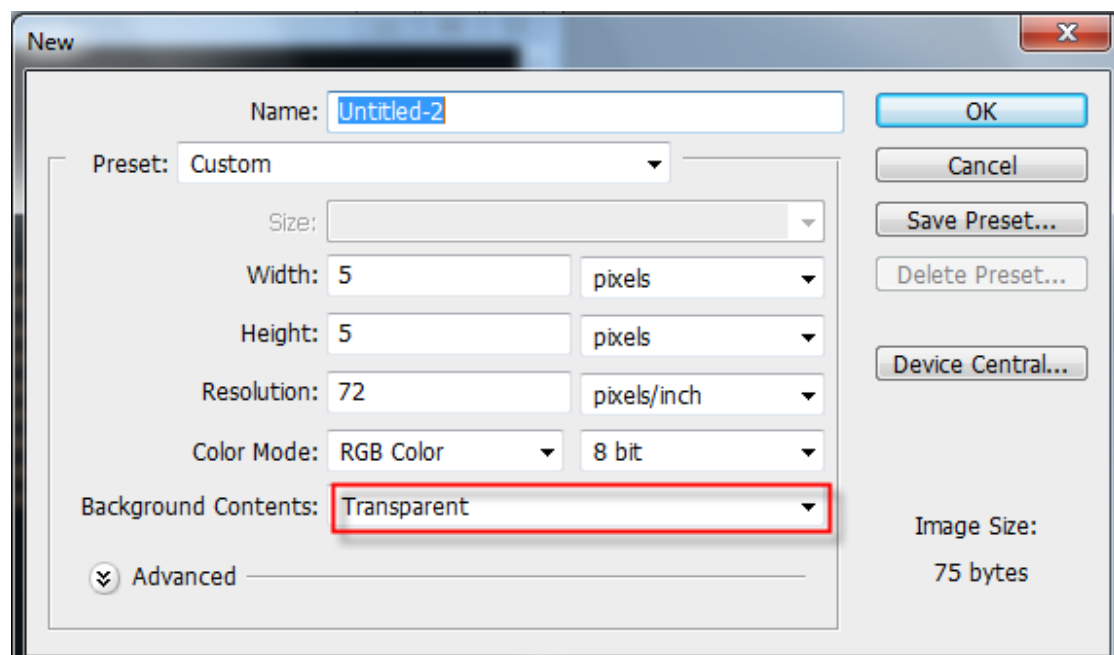 New
x
Name: Untitled-2
OK
Preset: Custom
Cancel
Size:
Save Preset...
Width: 5 pixels
Delete Preset...
Height: 5 pixels
Device Central...
Resolution: 72 pixels/inch
Color Mode: RGB Color 8 bit
Background Contents: Transparent
Image Size:
75 bytes
Advanced